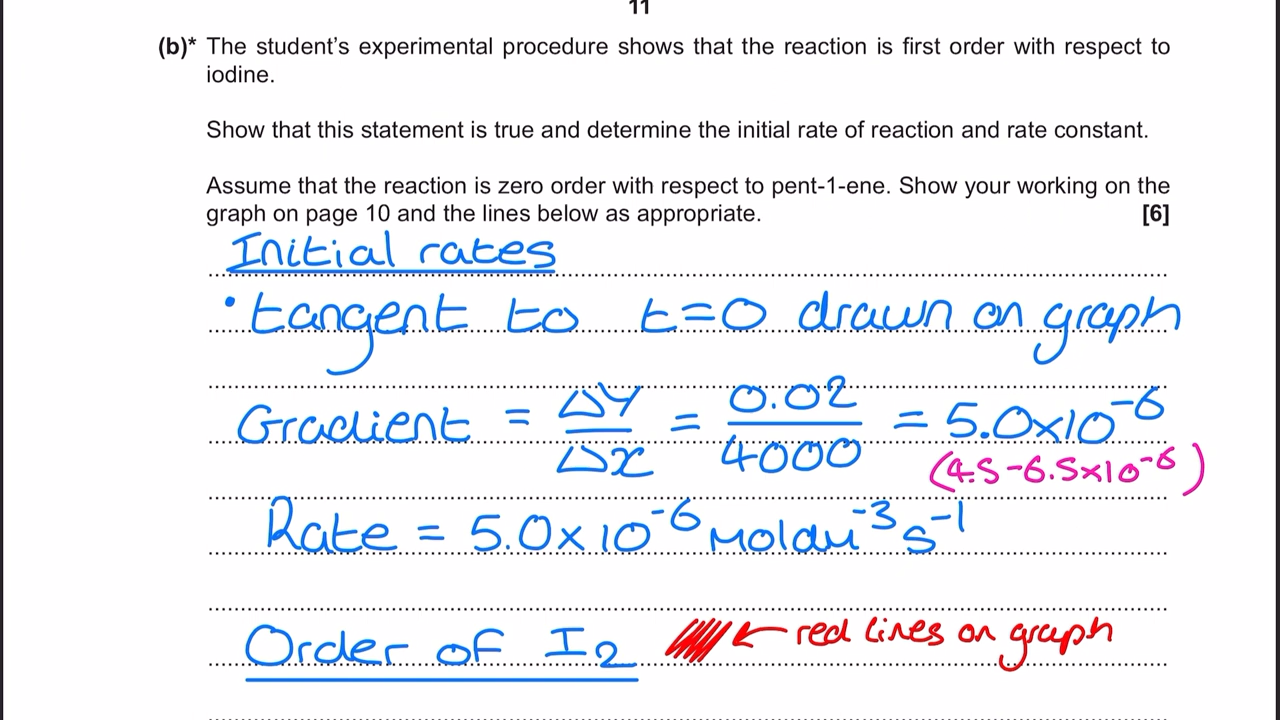 11
(b)* The student's experimental procedure shows that the reaction is first order with respect to
iodine.
Show that this statement is true and determine the initial rate of reaction and rate constant.
Assume that the reaction is zero order with respect to pent-1-ene. Show your working on the
graph on page 10 and the lines below as appropriate. [6]
Initial rates
• tangent to t=0 drawn on graph
Gradient = ΔY/Δx = 0.02/4000 = 5.0×10⁻⁶
(4.5-6.5×10⁻⁶)
Rate = 5.0×10⁻⁶ moldm⁻³ s⁻¹
Order of I₂ ← red lines on graph